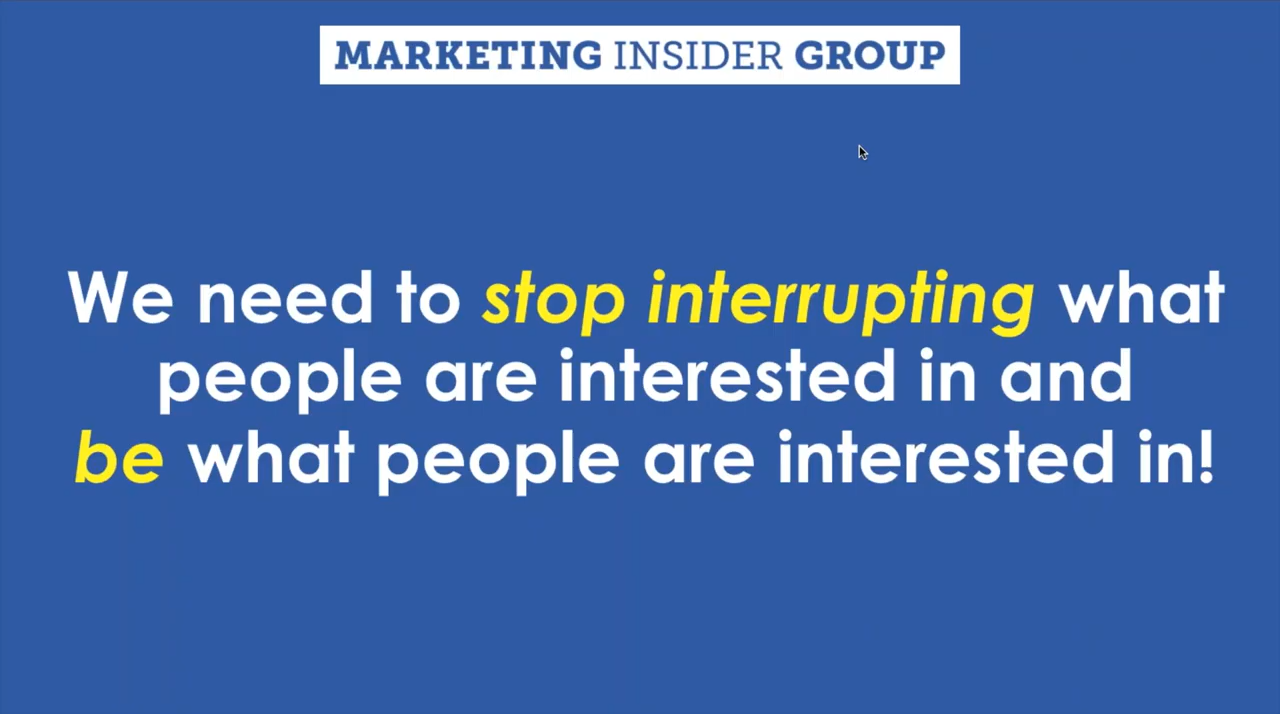 MARKETING INSIDER GROUP
We need to stop interrupting what
people are interested in and
be what people are interested in!